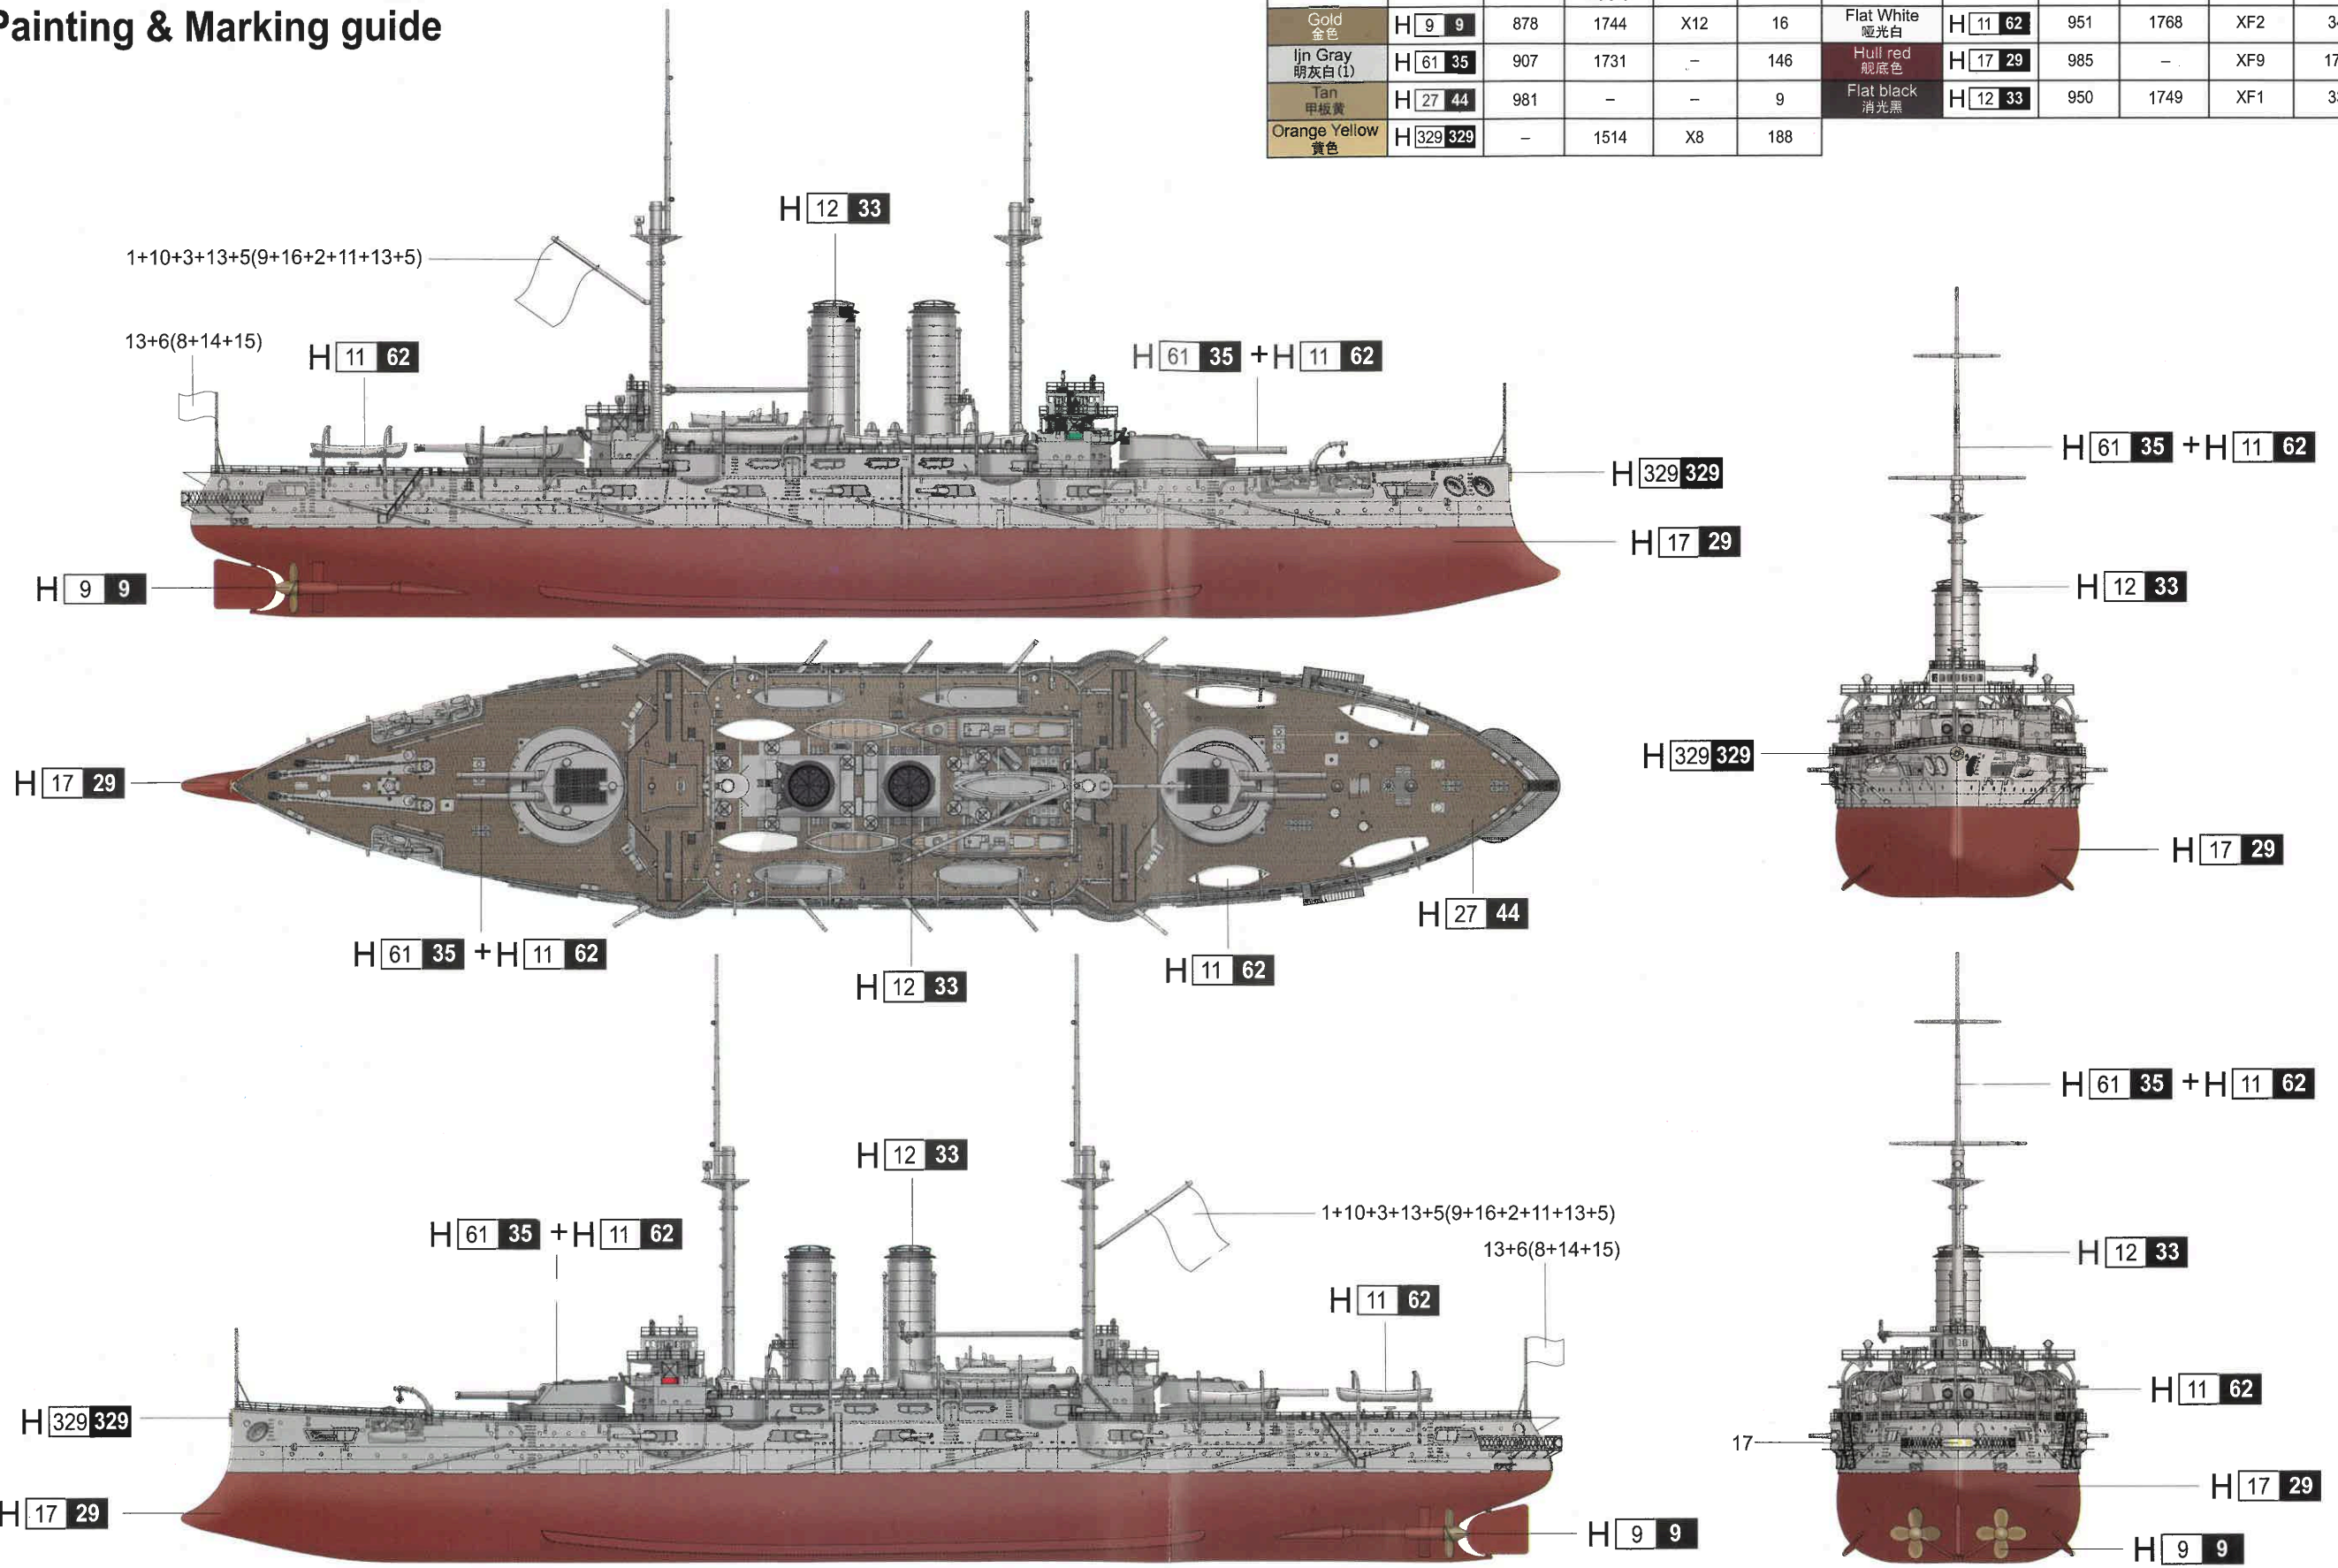 Painting & Marking guide
Gold 金色 H 9 9 878 1744 X12 16 Flat White 哑光白 H 11 62 951 1768 XF2
Ijn Gray 明灰白(1) H 61 35 907 1731 – 146 Hull red 舰底色 H 17 29 985 – XF9
Tan 甲板黄 H 27 44 981 – – 9 Flat black 消光黑 H 12 33 950 1749 XF1
Orange Yellow 黄色 H 329 329 – 1514 X8 188
H 12 33
1+10+3+13+5(9+16+2+11+13+5)
13+6(8+14+15)
H 11 62
H 61 35 +H 11 62
H 61 35 +H 11 62
H 329 329
H 17 29
H 9 9
H 12 33
H 329 329
H 17 29
H 17 29
H 27 44
H 61 35 +H 11 62
H 12 33
H 11 62
H 61 35 +H 11 62
H 12 33
H 61 35 +H 11 62
1+10+3+13+5(9+16+2+11+13+5)
13+6(8+14+15)
H 12 33
H 11 62
H 11 62
H 329 329
17
H 17 29
H 17 29
H 9 9
H 9 9